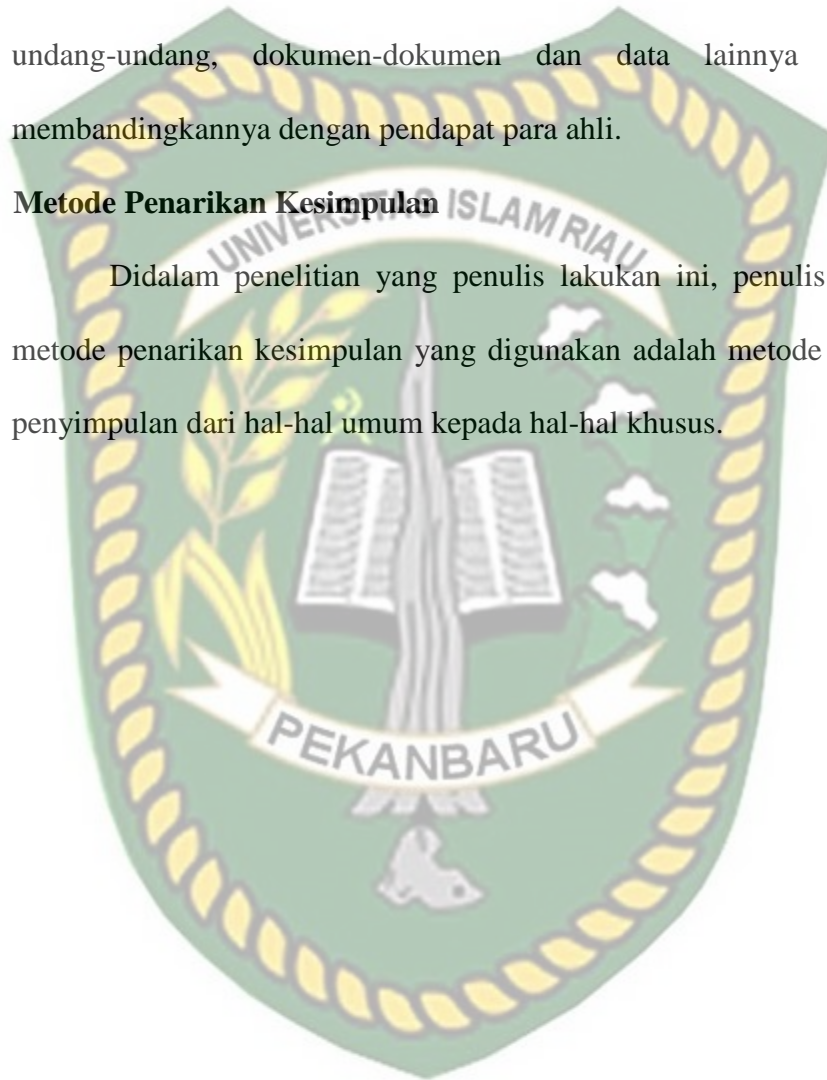 undang-undang, dokumen-dokumen dan data lainnya
membandingkannya dengan pendapat para ahli.
Metode Penarikan Kesimpulan
UNIVERSITAS ISLAM RIAU
Didalam penelitian yang penulis lakukan ini, penulis
metode penarikan kesimpulan yang digunakan adalah metode
penyimpulan dari hal-hal umum kepada hal-hal khusus.
PEKANBARU